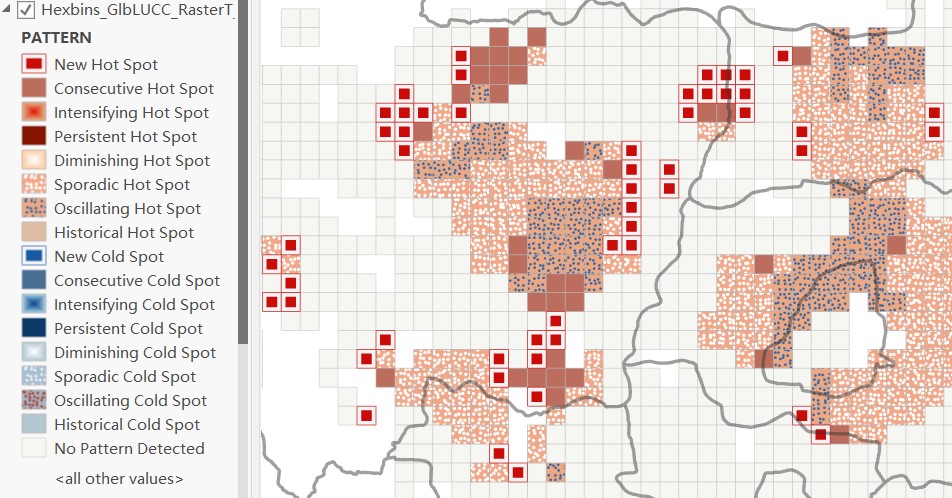 Hexbins_GlbLUCC_RasterT
PATTERN
New Hot Spot
Consecutive Hot Spot
Intensifying Hot Spot
Persistent Hot Spot
Diminishing Hot Spot
Sporadic Hot Spot
Oscillating Hot Spot
Historical Hot Spot
New Cold Spot
Consecutive Cold Spot
Intensifying Cold Spot
Persistent Cold Spot
Diminishing Cold Spot
Sporadic Cold Spot
Oscillating Cold Spot
Historical Cold Spot
No Pattern Detected
<all other values>